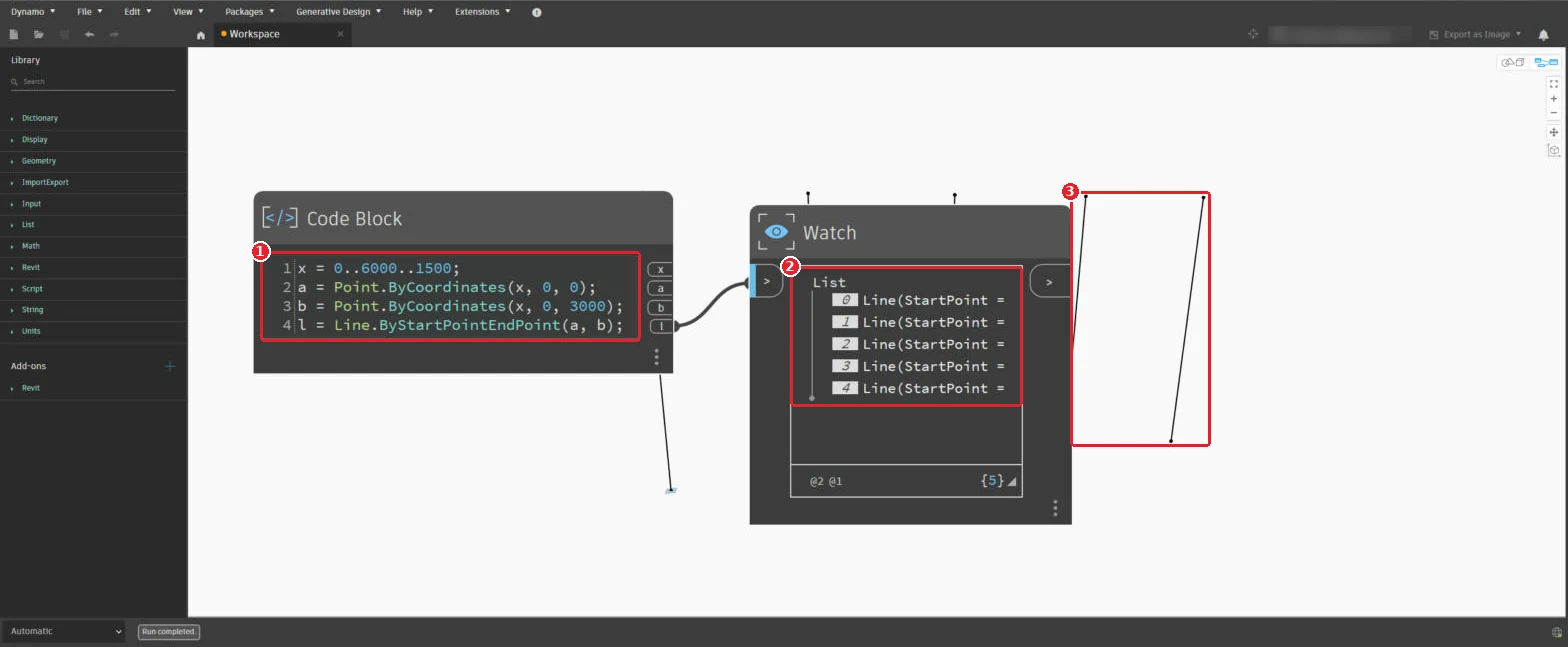 Dynamo File Edit View Packages Generative Design Help Extensions
Workspace
Export as Image
Library
Search
Dictionary
Display
Geometry
ImportExport
Input
List
Math
Revit
Script
String
Units
Add-ons
Revit
Code Block
1
1 x = 0..6000..1500;
2 a = Point.ByCoordinates(x, 0, 0);
3 b = Point.ByCoordinates(x, 0, 3000);
4 l = Line.ByStartPointEndPoint(a, b);
x
a
b
l
Watch
>
2
List
0 Line(StartPoint =
1 Line(StartPoint =
2 Line(StartPoint =
3 Line(StartPoint =
4 Line(StartPoint =
@2 @1 {5}
>
3
Automatic
Run completed.